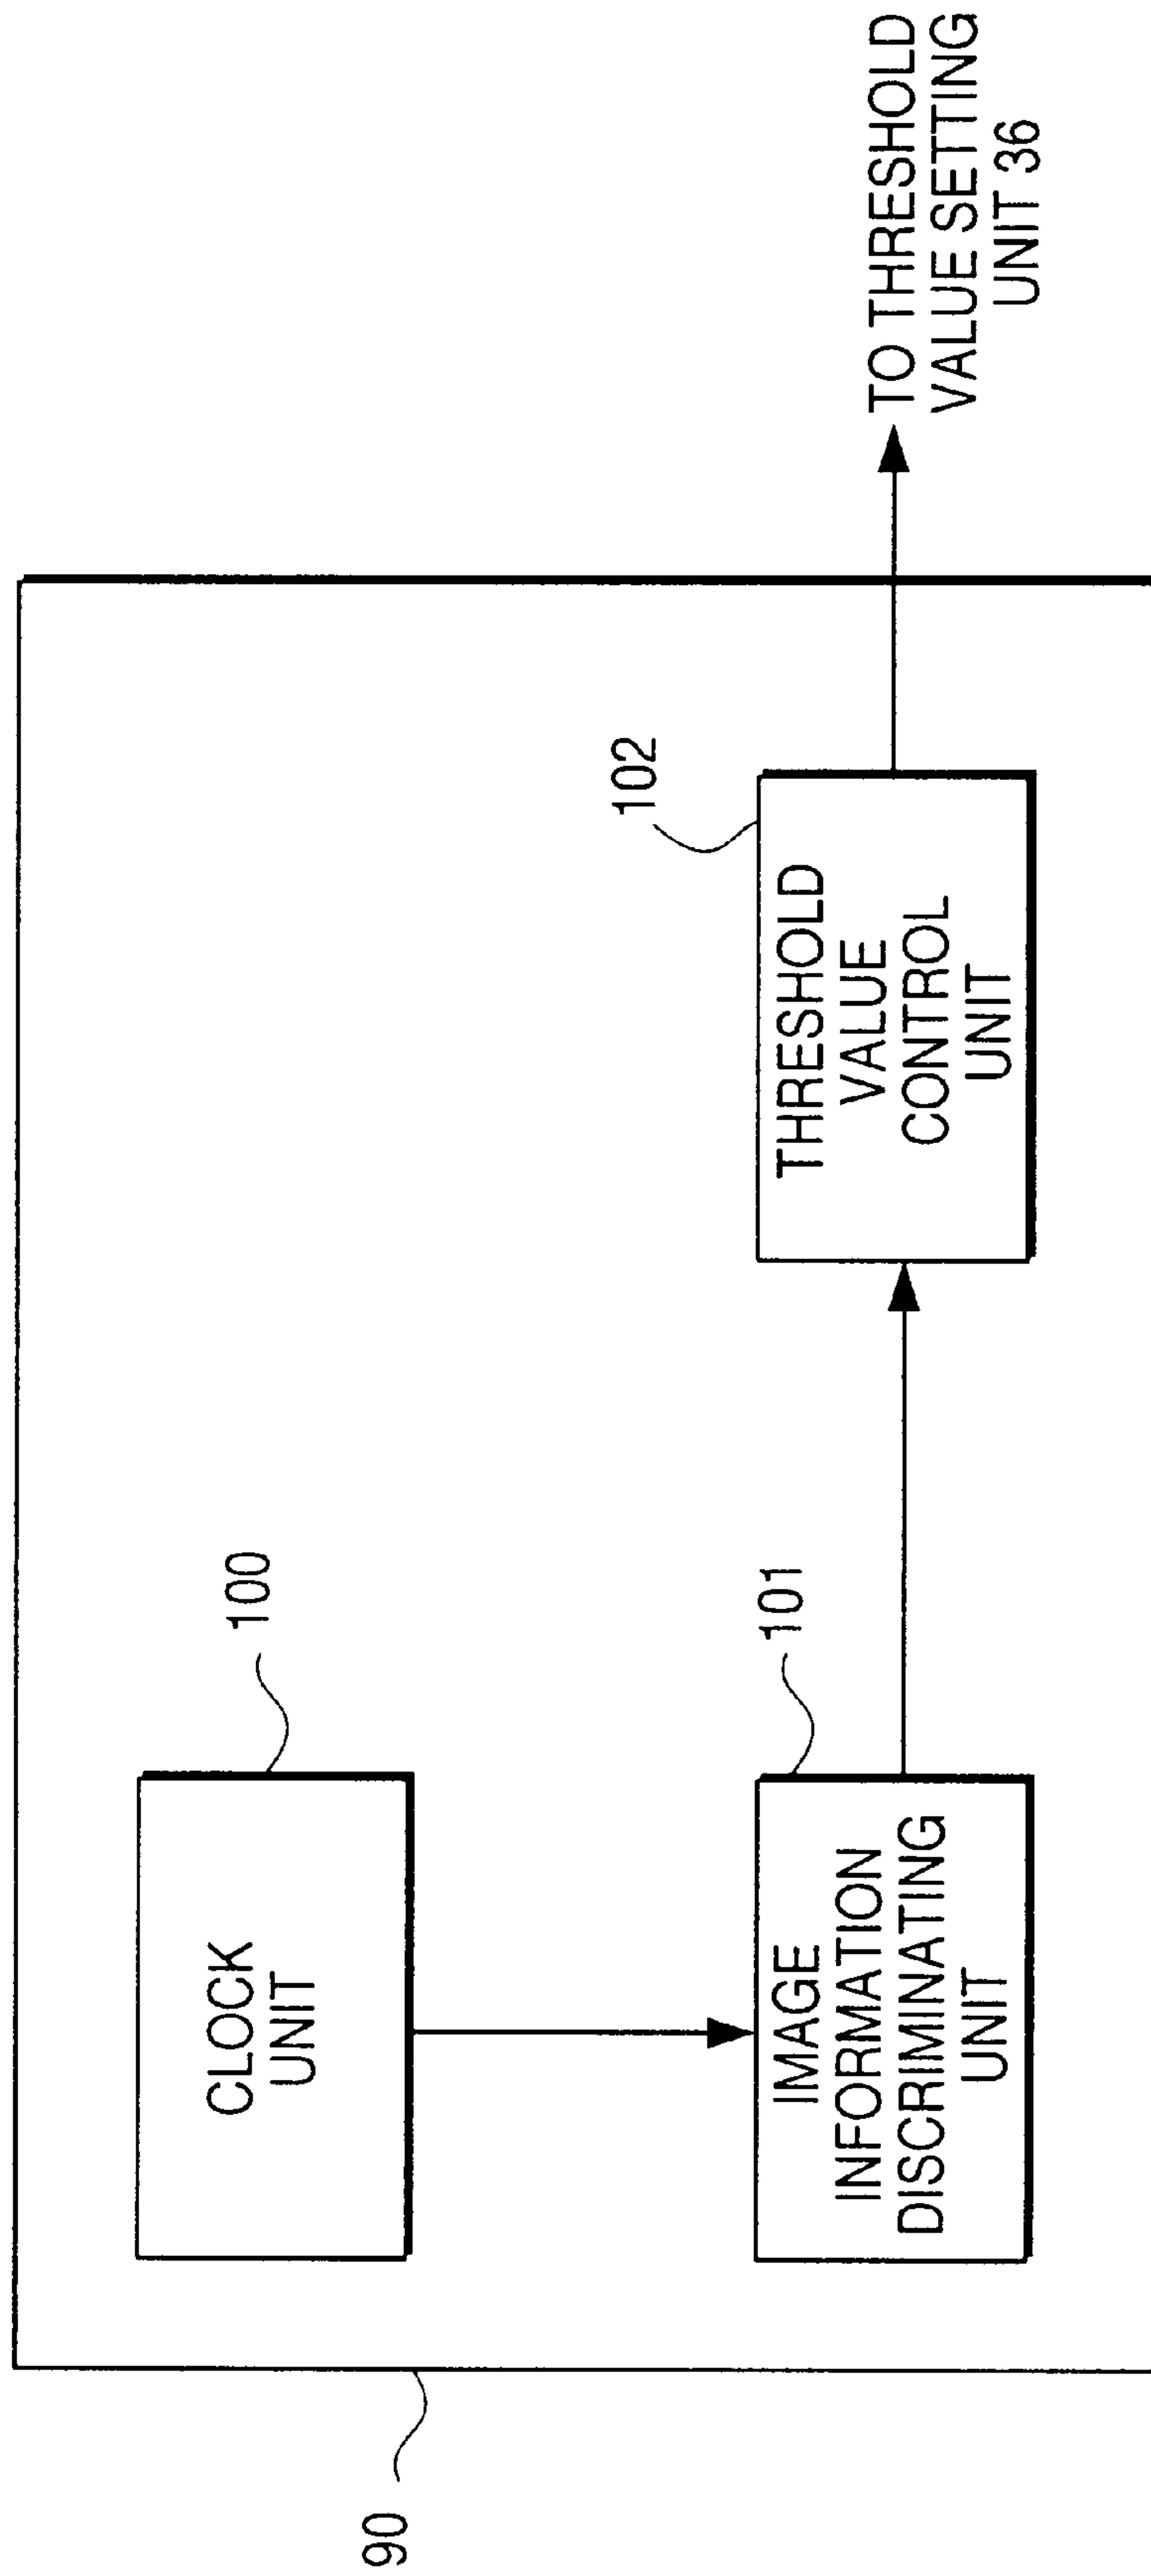 90
CLOCK
UNIT
100
IMAGE
INFORMATION
DISCRIMINATING
UNIT
101
THRESHOLD
VALUE
CONTROL
UNIT
102
TO THRESHOLD
VALUE SETTING
UNIT 36